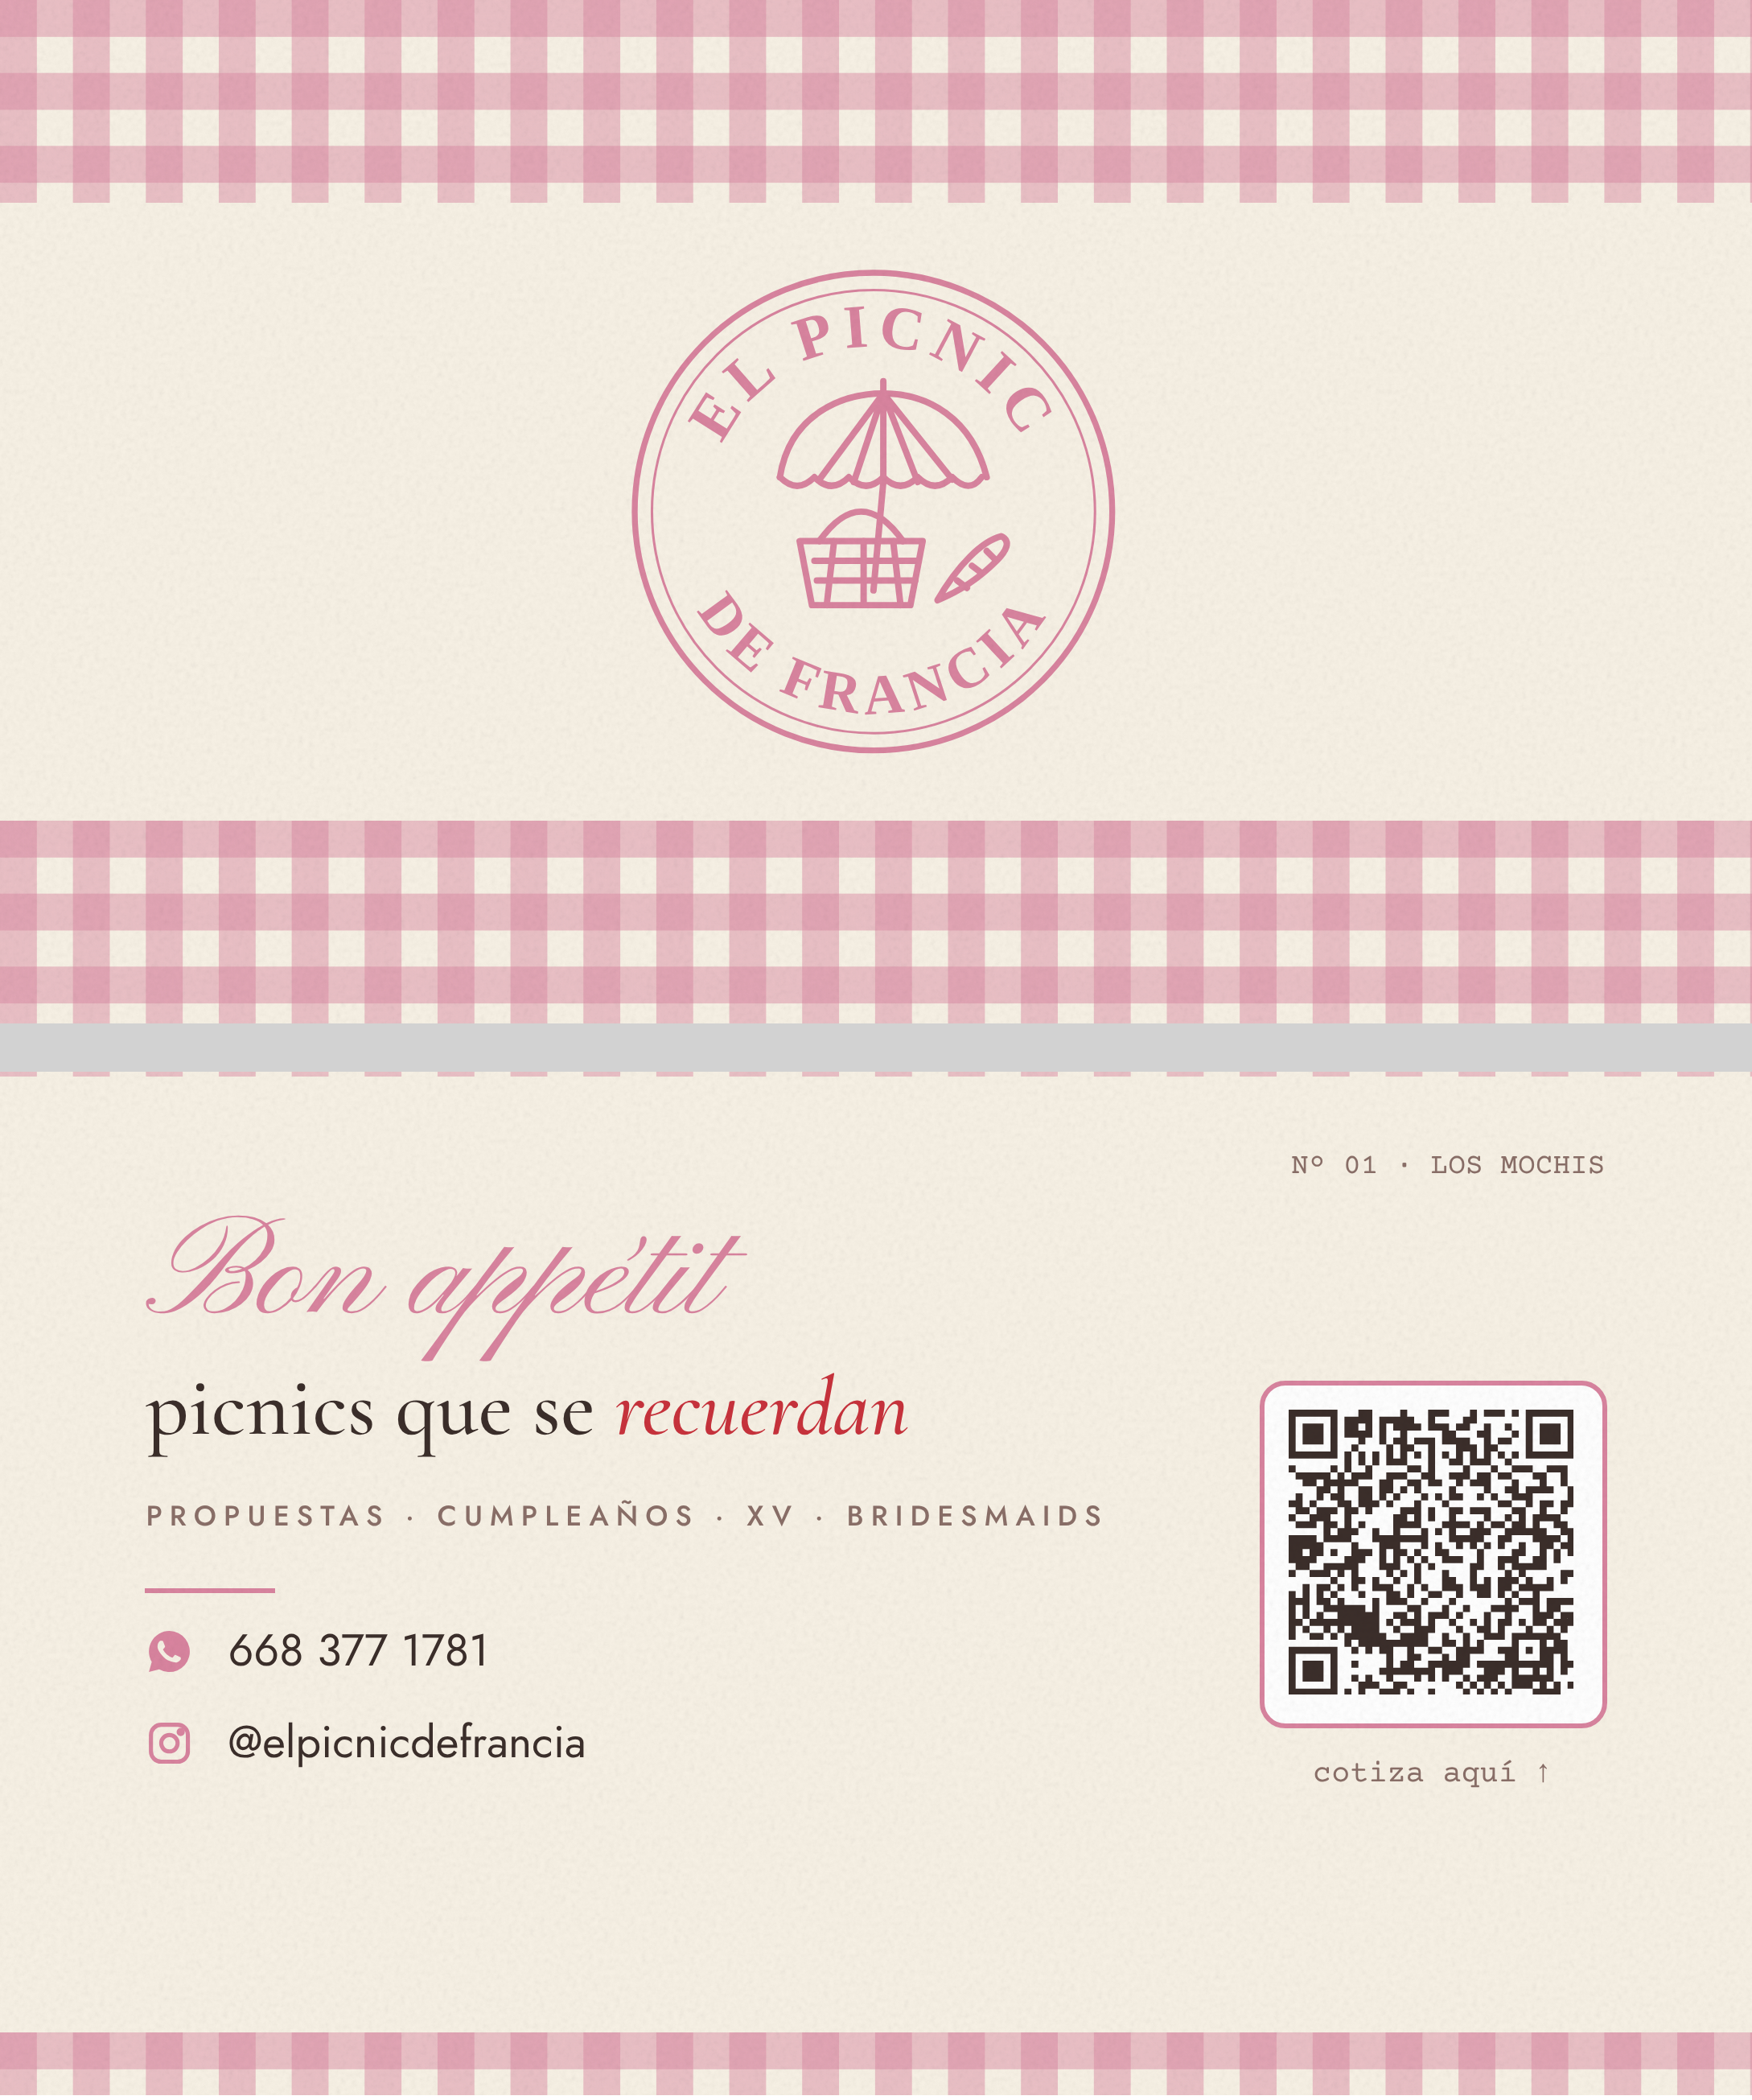 EL PICNIC
DE FRANCIA
Nº 01 · LOS MOCHIS
Bon appétit
picnics que se recuerdan
PROPUESTAS · CUMPLEAÑOS · XV · BRIDESMAIDS
668 377 1781
@elpicnicdefrancia
cotiza aquí ↑